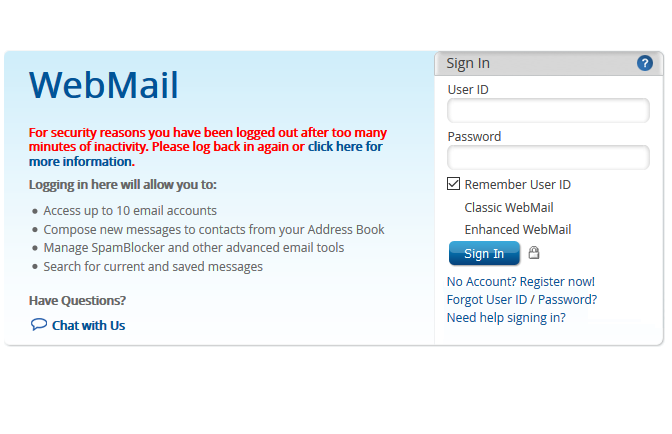 WebMail
For security reasons you have been logged out after too many
minutes of inactivity. Please log back in again or click here for
more information.
Logging in here will allow you to:
Access up to 10 email accounts
Compose new messages to contacts from your Address Book
Manage SpamBlocker and other advanced email tools
Search for current and saved messages
Have Questions?
Chat with Us
Sign In ?
User ID
Password
Remember User ID
Classic WebMail
Enhanced WebMail
Sign In
No Account? Register now!
Forgot User ID / Password?
Need help signing in?